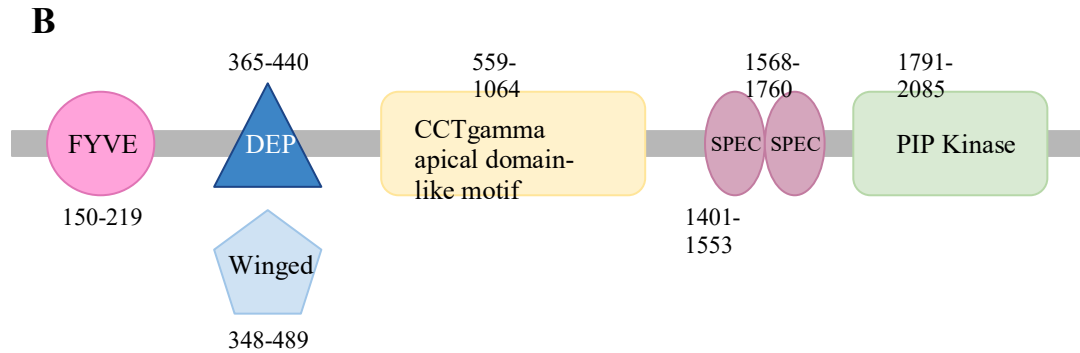 B
365-440
559-
1064
1568-
1760
1791-
2085
FYVE
DEP
CCTgamma
apical domain-
like motif
SPEC
SPEC
PIP Kinase
150-219
1401-
1553
Winged
348-489